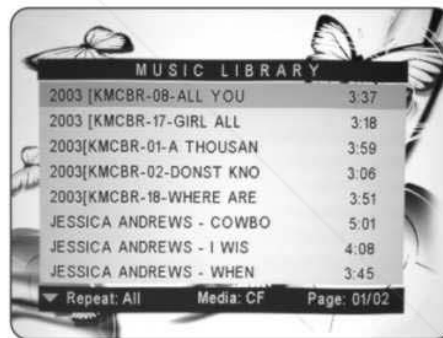 MUSIC LIBRARY
2003 [KMCBR-08-ALL YOU 3:37
2003 [KMCBR-17-GIRL ALL 3:18
2003[KMCBR-01-A THOUSAN 3:59
2003[KMCBR-02-DONST KNO 3:06
2003[KMCBR-18-WHERE ARE 3:51
JESSICA ANDREWS - COWBO 5:01
JESSICA ANDREWS - I WIS 4:08
JESSICA ANDREWS - WHEN 3:45
Repeat: All Media: CF Page: 01/02